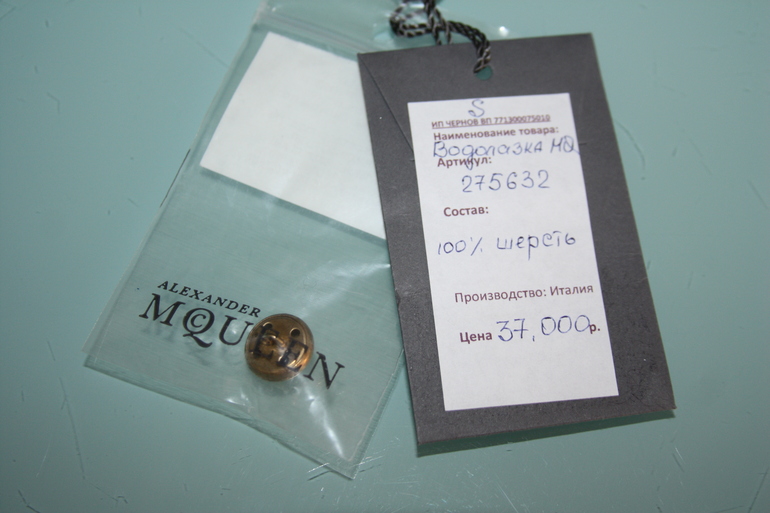 ALEXANDER
MCQUEEN
S
ИП ЧЕРНОВ ВП 771300075010
Наименование товара:
Водолазка MQ
Артикул:
275632
Состав:
100% шерсть
Производство: Италия
Цена 37,000р.